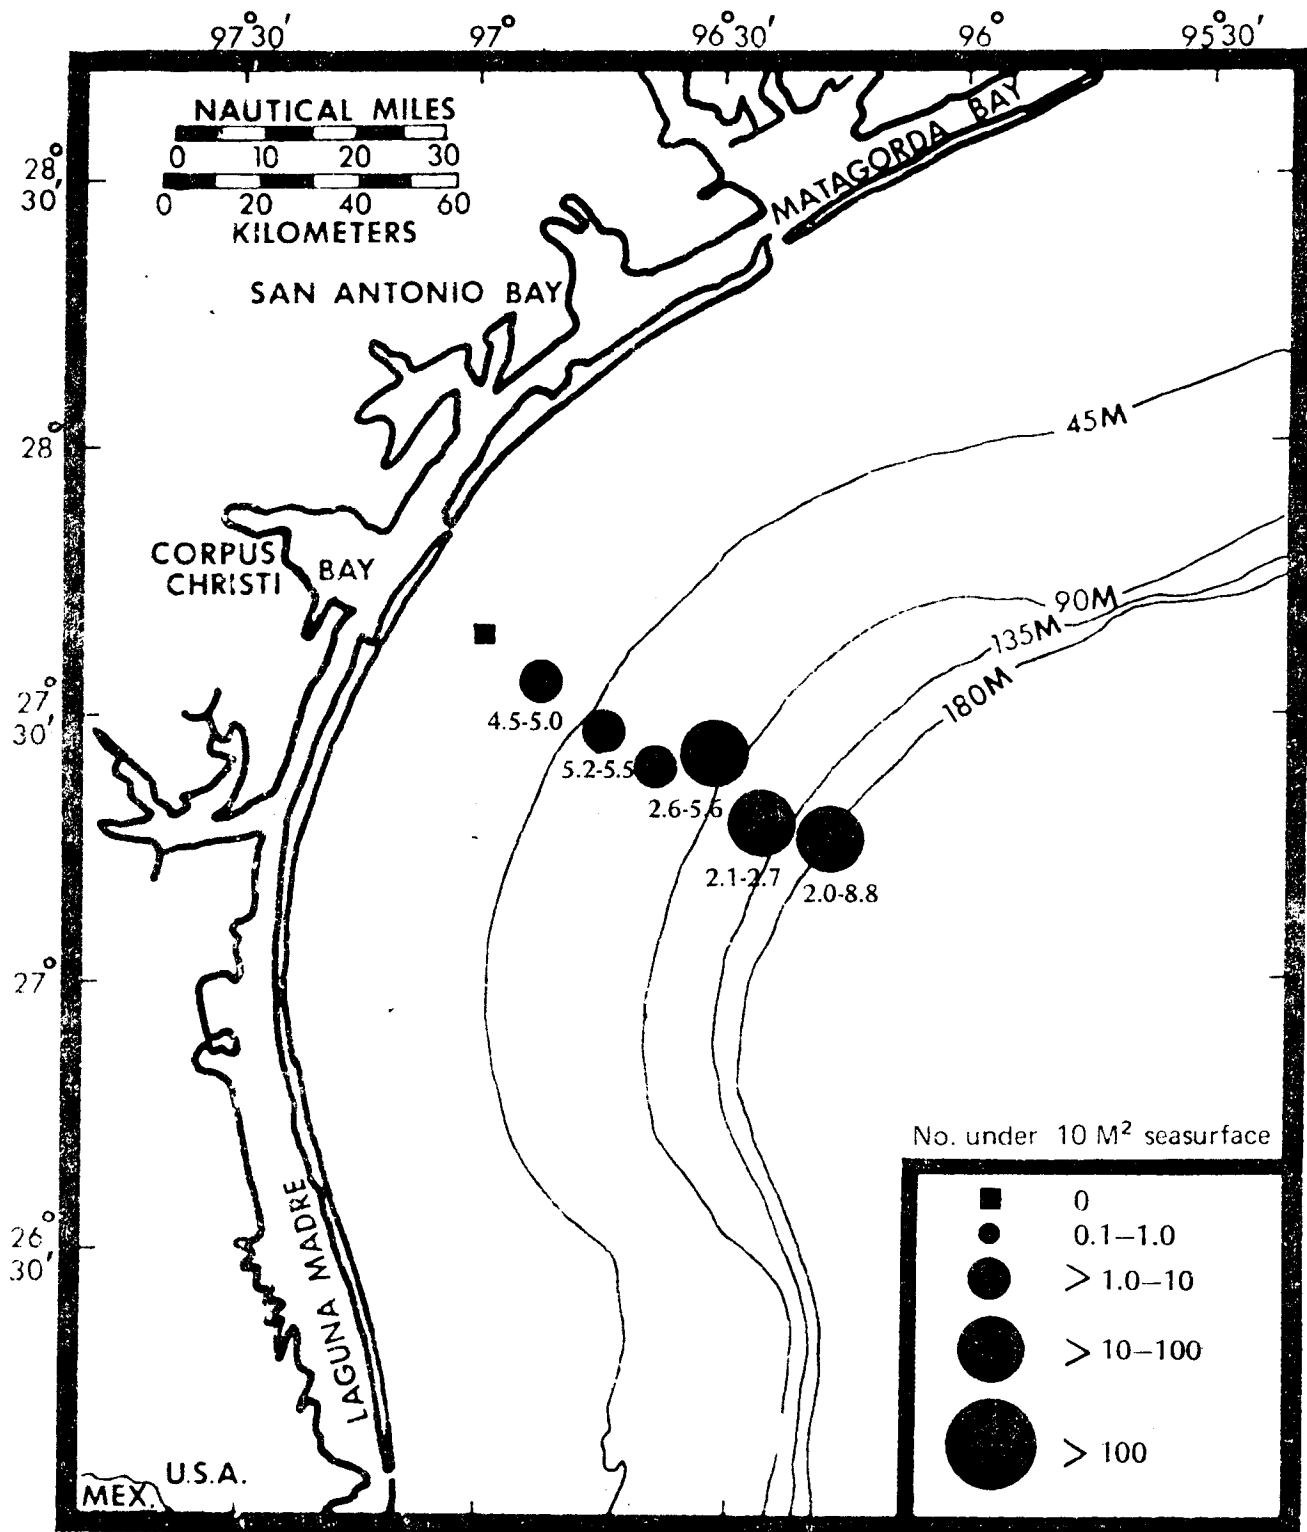 97°30′ 97° 96°30′ 96° 95°30′
NAUTICAL MILES
0 10 20 30
0 20 40 60
KILOMETERS
28°
30′
MATAGORDA BAY
SAN ANTONIO BAY
45M
28°
CORPUS
CHRISTI BAY
90M
135M
180M
27°
30′
4.5-5.0
5.2-5.5
2.6-5.6
2.1-2.7
2.0-8.8
27°
No. under 10 M² seasurface
0
0.1–1.0
> 1.0–10
> 10–100
> 100
26°
30′
LAGUNA MADRE
U.S.A.
MEX.